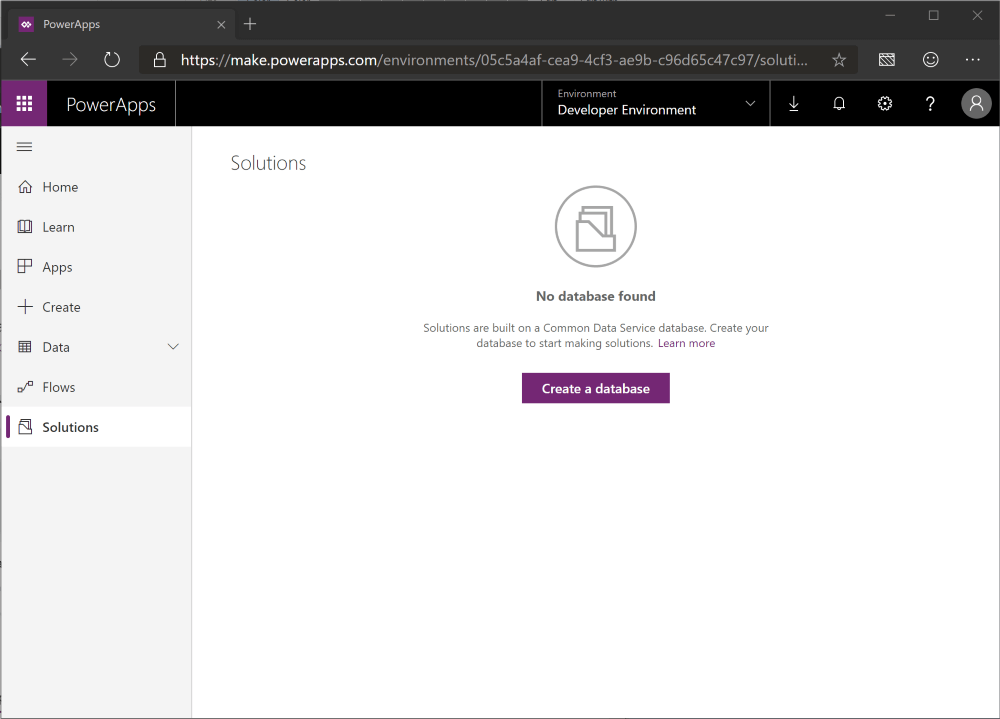 PowerApps
https://make.powerapps.com/environments/05c5a4af-cea9-4cf3-ae9b-c96d65c47c97/soluti...
PowerApps
Environment
Developer Environment
?
Home
Learn
Apps
Create
Data
Flows
Solutions
Solutions
No database found
Solutions are built on a Common Data Service database. Create your
database to start making solutions. Learn more
Create a database